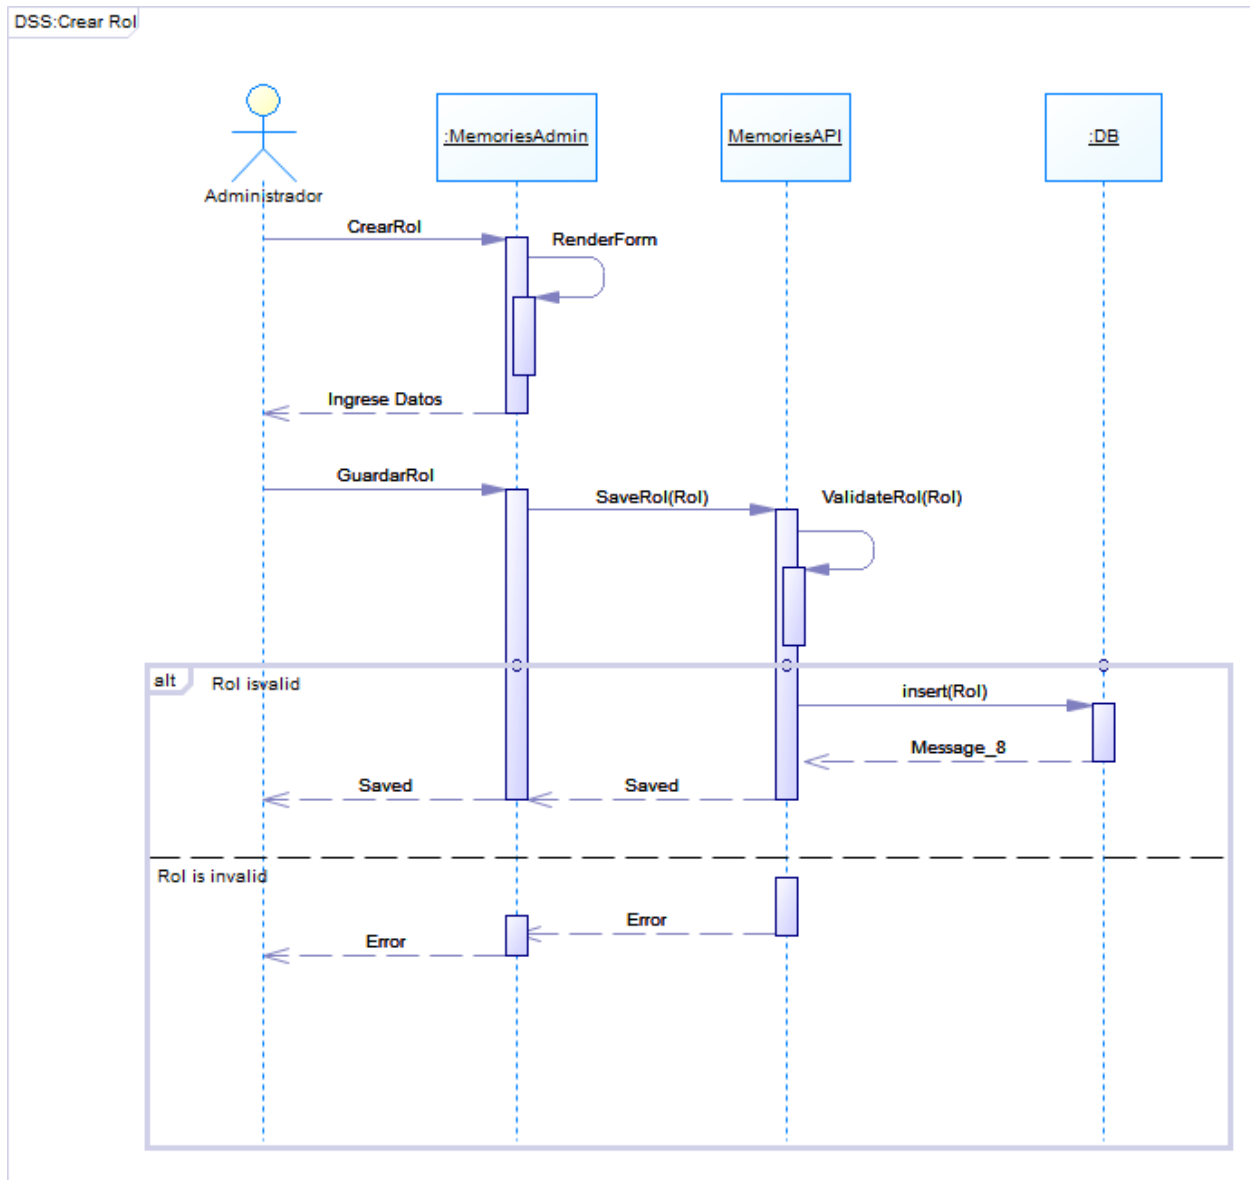 DSS:Crear Rol
:MemoriesAdmin
MemoriesAPI
:DB
Administrador
CrearRol
RenderForm
Ingrese Datos
GuardarRol
SaveRol(Rol)
ValidateRol(Rol)
alt
Rol isvalid
insert(Rol)
Message_8
Saved
Saved
Rol is invalid
Error
Error